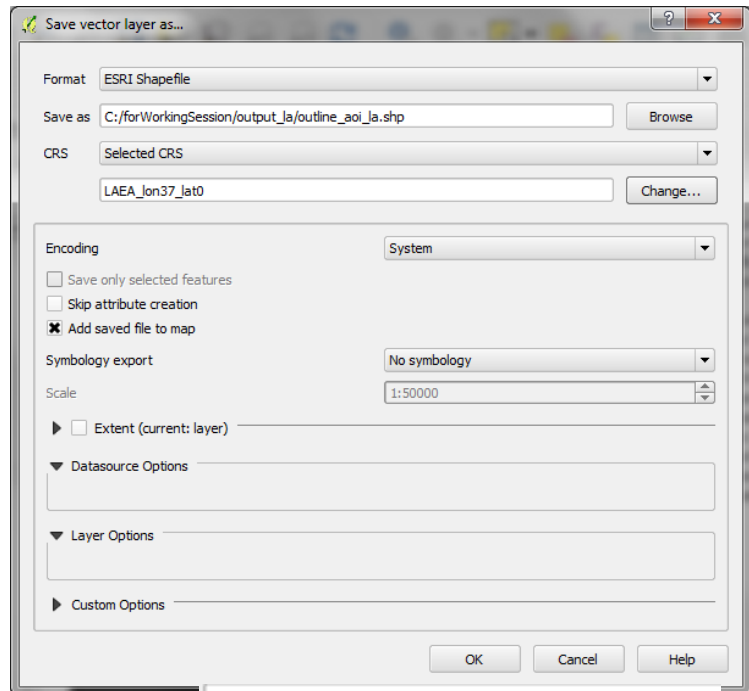 Save vector layer as...
Format ESRI Shapefile
Save as C:/forWorkingSession/output_la/outline_aoi_la.shp Browse
CRS Selected CRS
LAEA_lon37_lat0 Change...
Encoding System
Save only selected features
Skip attribute creation
Add saved file to map
Symbology export No symbology
Scale 1:50000
Extent (current: layer)
Datasource Options
Layer Options
Custom Options
OK Cancel Help